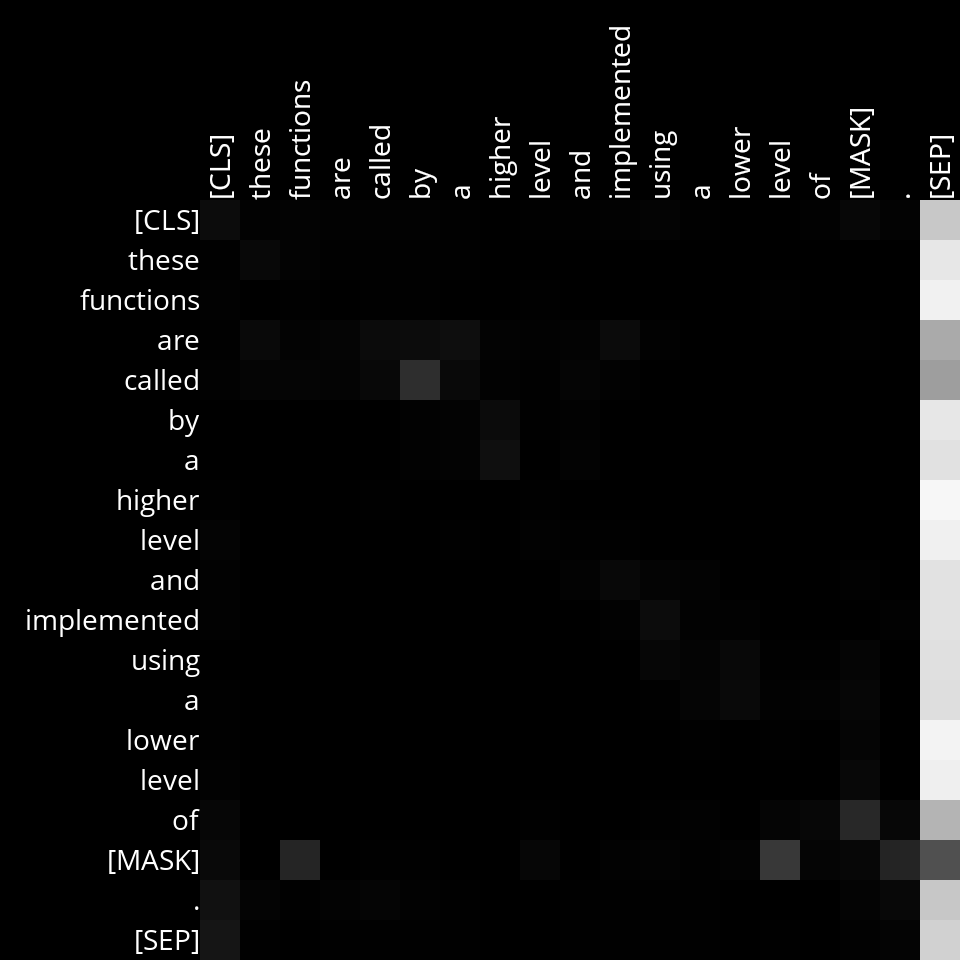 [CLS]
these
functions
are
called
by
a
higher
level
and
implemented
using
a
lower
level
of
[MASK]
.
[SEP]
[CLS]
these
functions
are
called
by
a
higher
level
and
implemented
using
a
lower
level
of
[MASK]
.
[SEP]